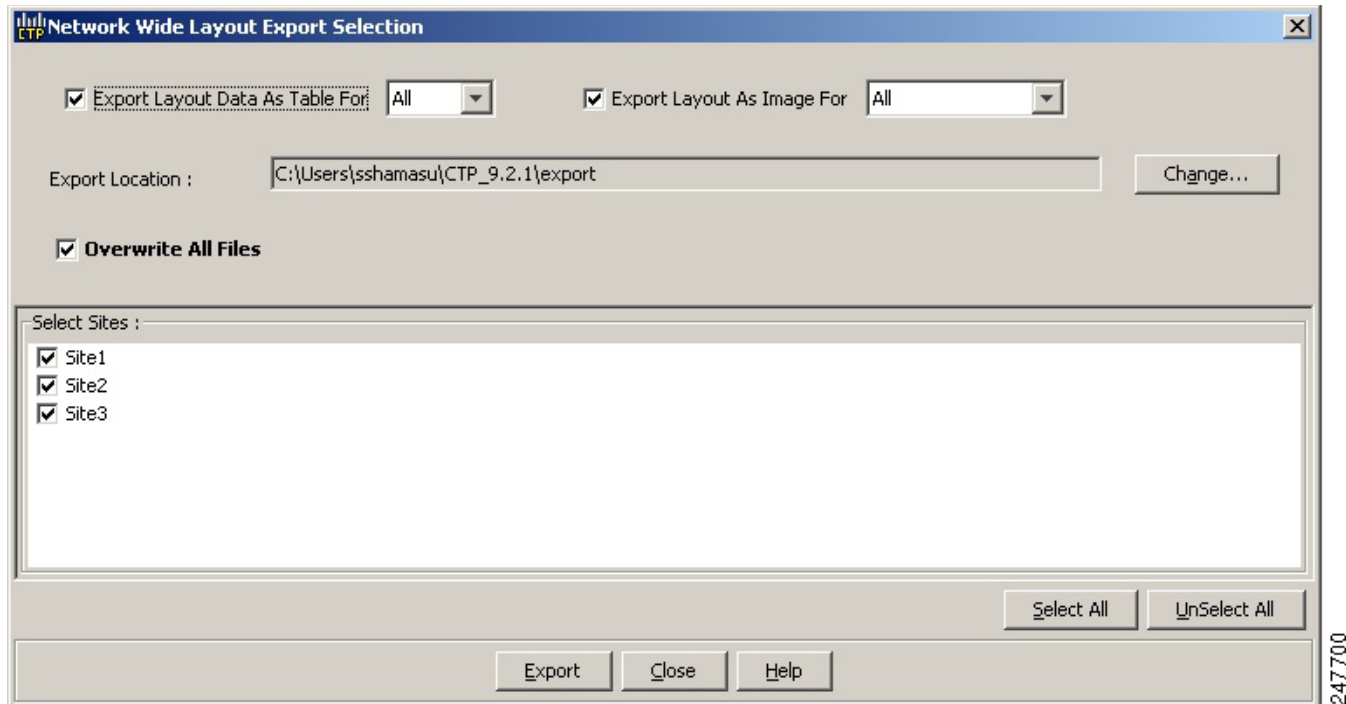 CTP Network Wide Layout Export Selection
Export Layout Data As Table For All Export Layout As Image For All
Export Location : C:\Users\sshamasu\CTP_9.2.1\export Change...
Overwrite All Files
Select Sites :
Site1
Site2
Site3
Select All UnSelect All
Export Close Help
247700